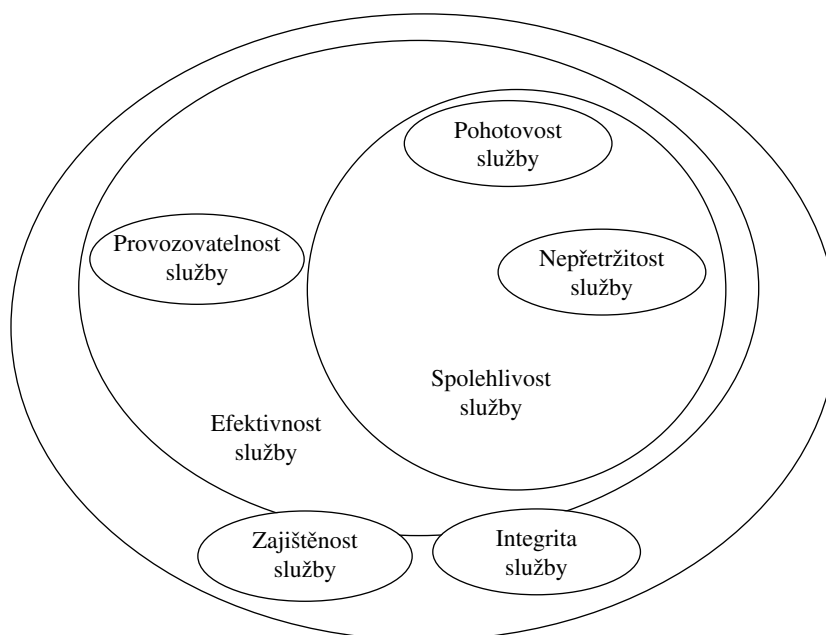 Pohotovost
služby
Provozovatelnost
služby
Nepřetržitost
služby
Spolehlivost
služby
Efektivnost
služby
Zajištěnost
služby
Integrita
služby